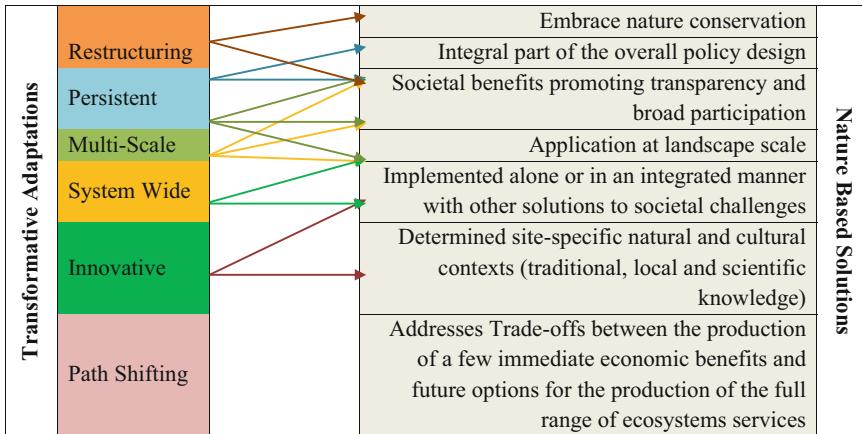 Transformative Adaptations
Restructuring
Persistent
Multi-Scale
System Wide
Innovative
Path Shifting
Embrace nature conservation
Integral part of the overall policy design
Societal benefits promoting transparency and
broad participation
Application at landscape scale
Implemented alone or in an integrated manner
with other solutions to societal challenges
Determined site-specific natural and cultural
contexts (traditional, local and scientific
knowledge)
Addresses Trade-offs between the production
of a few immediate economic benefits and
future options for the production of the full
range of ecosystems services
Nature Based Solutions